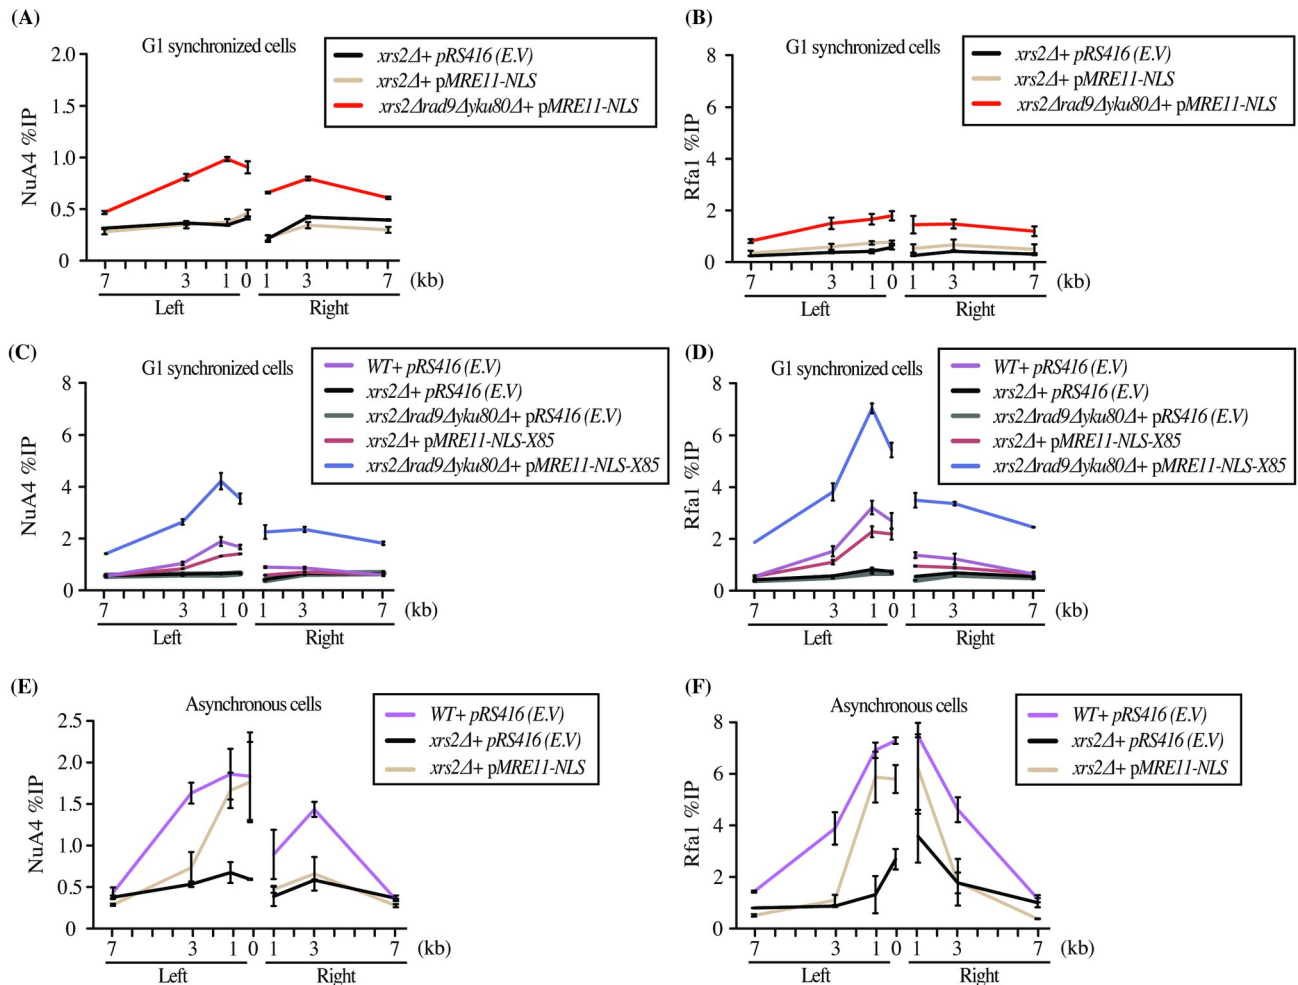 (A)
G1 synchronized cells
xrs2Δ+ pRS416 (E.V)
xrs2Δ+ pMRE11-NLS
xrs2Δrad9Δyku80Δ+ pMRE11-NLS
NuA4 %IP
2.0
1.5
1.0
0.5
0
7 3 1 0 1 3 7 (kb)
Left Right
(B)
G1 synchronized cells
xrs2Δ+ pRS416 (E.V)
xrs2Δ+ pMRE11-NLS
xrs2Δrad9Δyku80Δ+ pMRE11-NLS
Rfa1 %IP
8
6
4
2
0
7 3 1 0 1 3 7 (kb)
Left Right
(C)
G1 synchronized cells
WT+ pRS416 (E.V)
xrs2Δ+ pRS416 (E.V)
xrs2Δrad9Δyku80Δ+ pRS416 (E.V)
xrs2Δ+ pMRE11-NLS-X85
xrs2Δrad9Δyku80Δ+ pMRE11-NLS-X85
NuA4 %IP
8
6
4
2
0
7 3 1 0 1 3 7 (kb)
Left Right
(D)
G1 synchronized cells
WT+ pRS416 (E.V)
xrs2Δ+ pRS416 (E.V)
xrs2Δrad9Δyku80Δ+ pRS416 (E.V)
xrs2Δ+ pMRE11-NLS-X85
xrs2Δrad9Δyku80Δ+ pMRE11-NLS-X85
Rfa1 %IP
8
6
4
2
0
7 3 1 0 1 3 7 (kb)
Left Right
(E)
Asynchronous cells
WT+ pRS416 (E.V)
xrs2Δ+ pRS416 (E.V)
xrs2Δ+ pMRE11-NLS
NuA4 %IP
2.5
2.0
1.5
1.0
0.5
0
7 3 1 0 1 3 7 (kb)
Left Right
(F)
Asynchronous cells
WT+ pRS416 (E.V)
xrs2Δ+ pRS416 (E.V)
xrs2Δ+ pMRE11-NLS
Rfa1 %IP
8
6
4
2
0
7 3 1 0 1 3 7 (kb)
Left Right